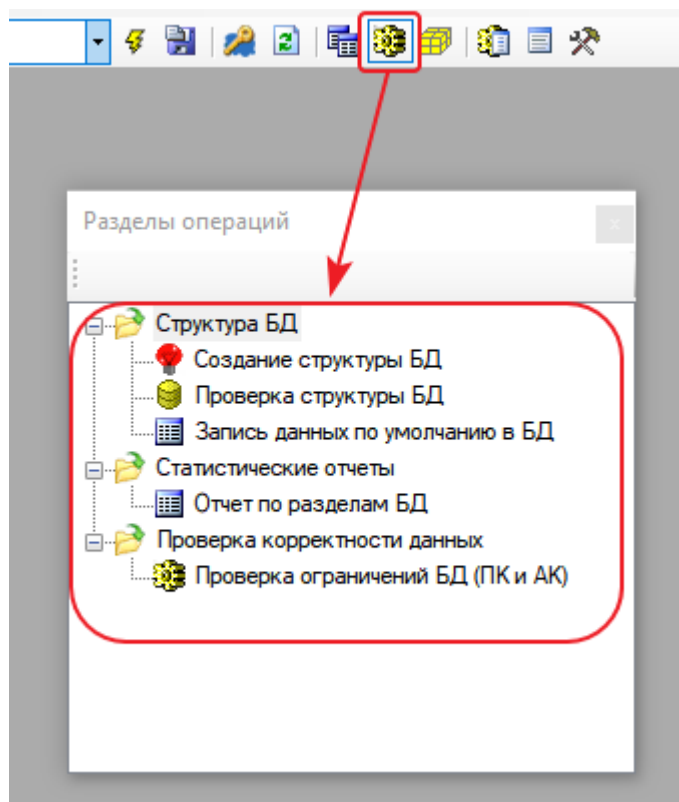 Разделы операций
x
Структура БД
Создание структуры БД
Проверка структуры БД
Запись данных по умолчанию в БД
Статистические отчеты
Отчет по разделам БД
Проверка корректности данных
Проверка ограничений БД (ПК и АК)